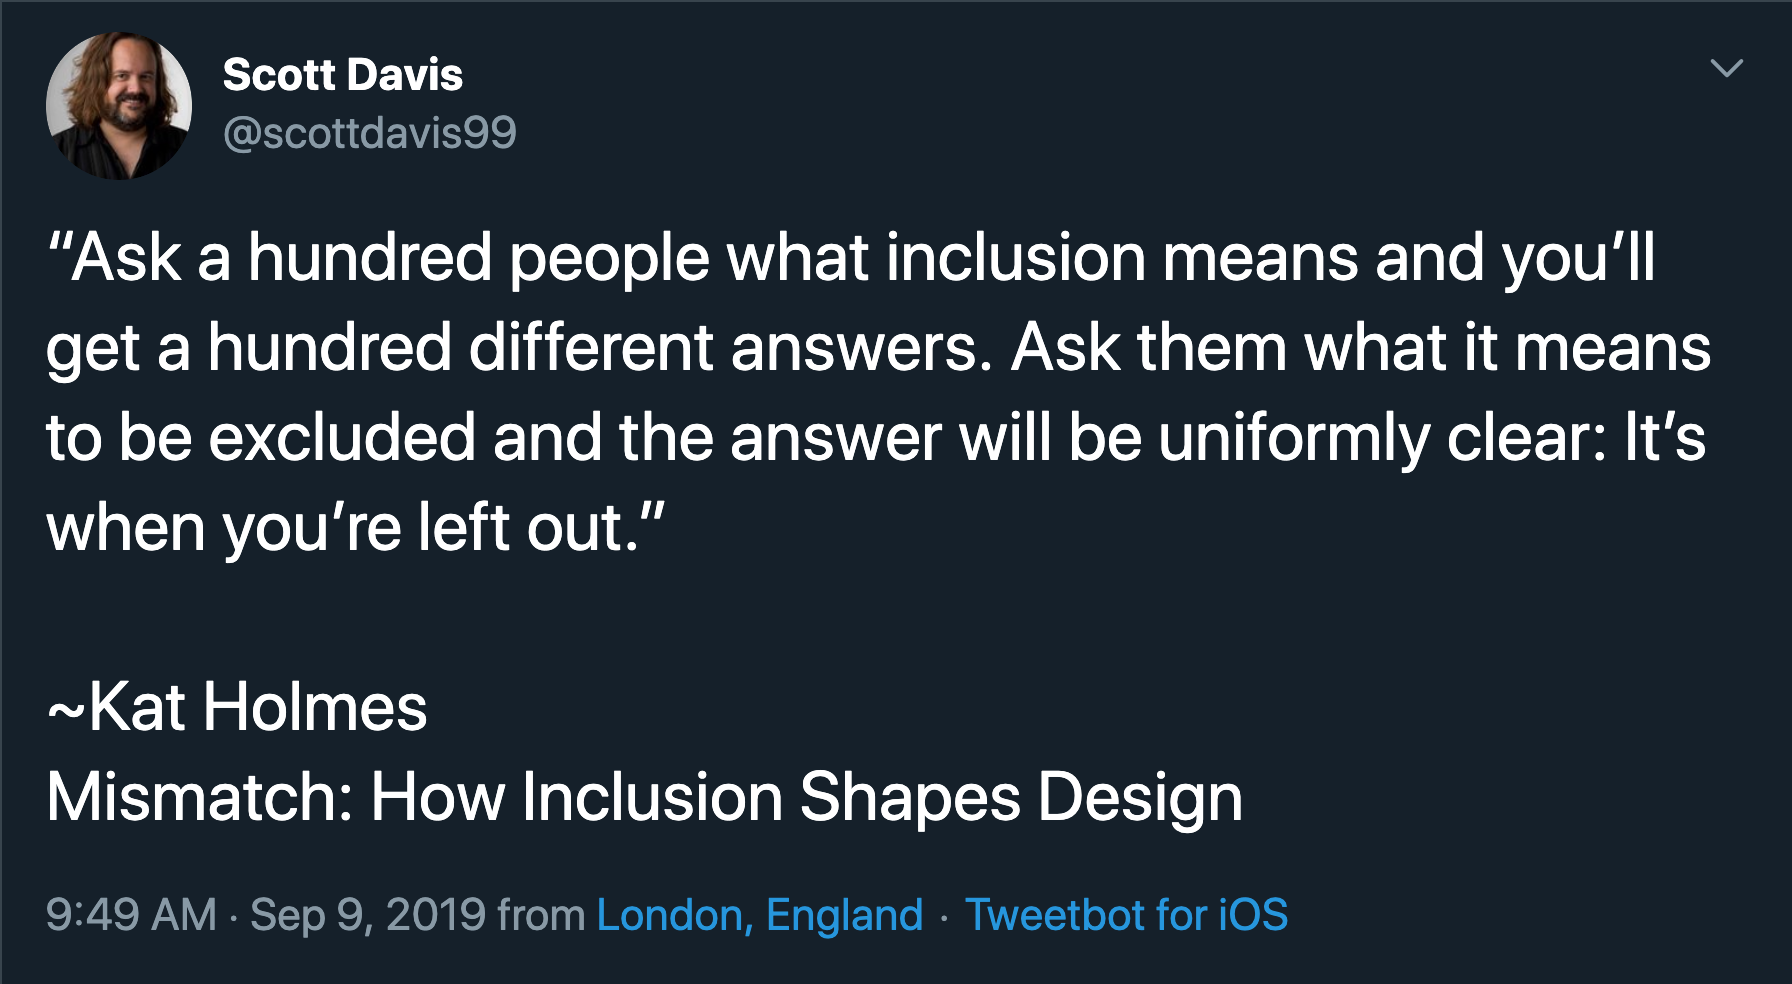 Scott Davis
@scottdavis99
“Ask a hundred people what inclusion means and you’ll
get a hundred different answers. Ask them what it means
to be excluded and the answer will be uniformly clear: It’s
when you’re left out.”
~Kat Holmes
Mismatch: How Inclusion Shapes Design
9:49 AM · Sep 9, 2019 from London, England · Tweetbot for iOS